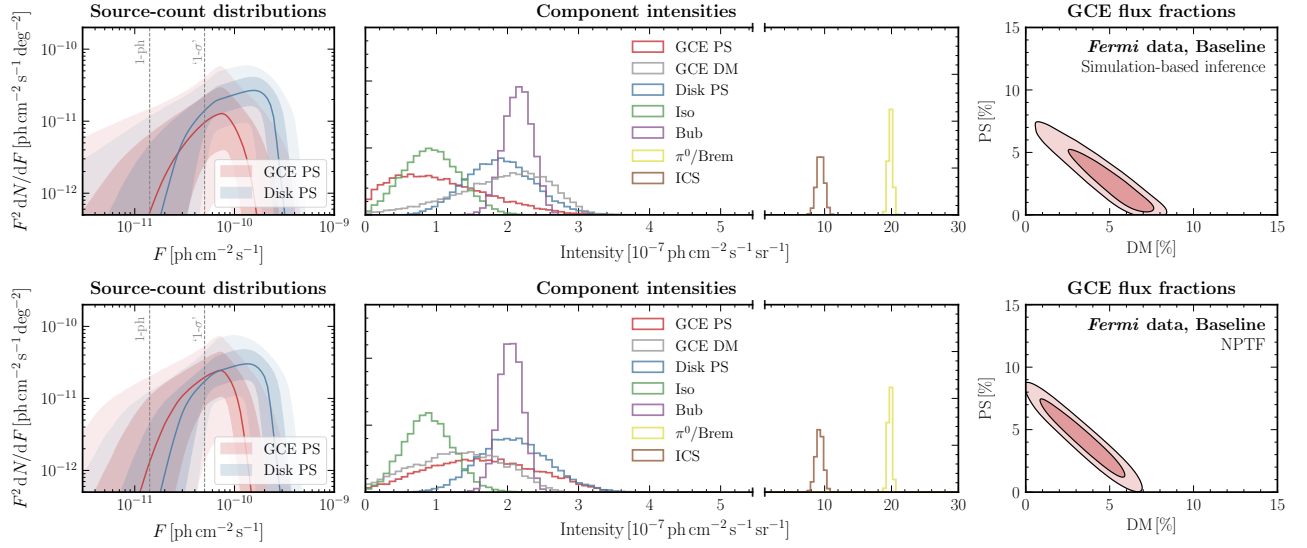 Source-count distributions
10⁻¹⁰
10⁻¹¹
10⁻¹²
F² dN/dF [ph cm⁻² s⁻¹ deg⁻²]
1-ph
'1-σ'
GCE PS
Disk PS
10⁻¹¹ 10⁻¹⁰ 10⁻⁹
F [ph cm⁻² s⁻¹]
Component intensities
GCE PS
GCE DM
Disk PS
Iso
Bub
π⁰/Brem
ICS
0 1 2 3 4 5 10 20 30
Intensity [10⁻⁷ ph cm⁻² s⁻¹ sr⁻¹]
GCE flux fractions
Fermi data, Baseline
Simulation-based inference
15
10
5
0
PS [%]
0 5 10 15
DM [%]
Source-count distributions
10⁻¹⁰
10⁻¹¹
10⁻¹²
F² dN/dF [ph cm⁻² s⁻¹ deg⁻²]
1-ph
'1-σ'
GCE PS
Disk PS
10⁻¹¹ 10⁻¹⁰ 10⁻⁹
F [ph cm⁻² s⁻¹]
Component intensities
GCE PS
GCE DM
Disk PS
Iso
Bub
π⁰/Brem
ICS
0 1 2 3 4 5 10 20 30
Intensity [10⁻⁷ ph cm⁻² s⁻¹ sr⁻¹]
GCE flux fractions
Fermi data, Baseline
NPTF
15
10
5
0
PS [%]
0 5 10 15
DM [%]